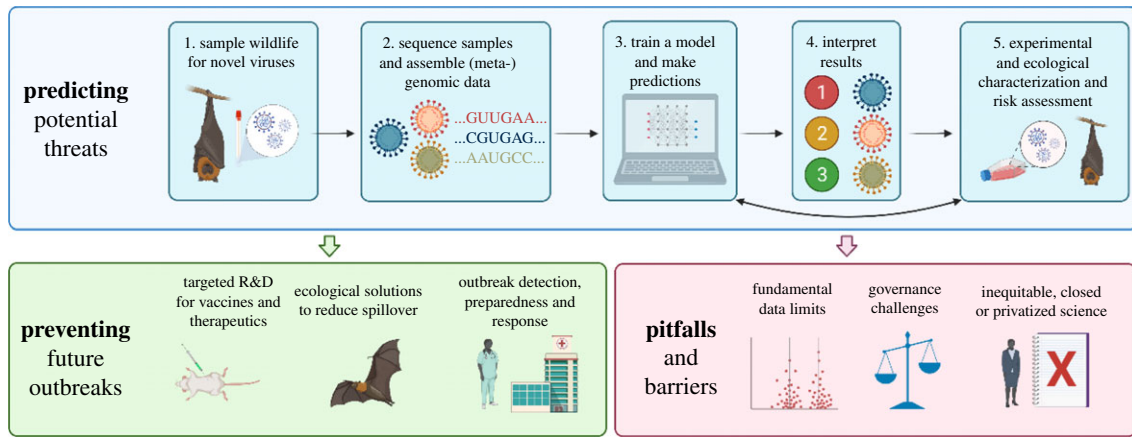 predicting
potential
threats
1. sample wildlife
for novel viruses
2. sequence samples
and assemble (meta-)
genomic data
...GUUGAA...
...CGUGAG...
...AAUGCC...
3. train a model
and make
predictions
4. interpret
results
1
2
3
5. experimental
and ecological
characterization and
risk assessment
preventing
future
outbreaks
targeted R&D
for vaccines and
therapeutics
ecological solutions
to reduce spillover
outbreak detection,
preparedness and
response
pitfalls
and
barriers
fundamental
data limits
governance
challenges
inequitable, closed
or privatized science
X